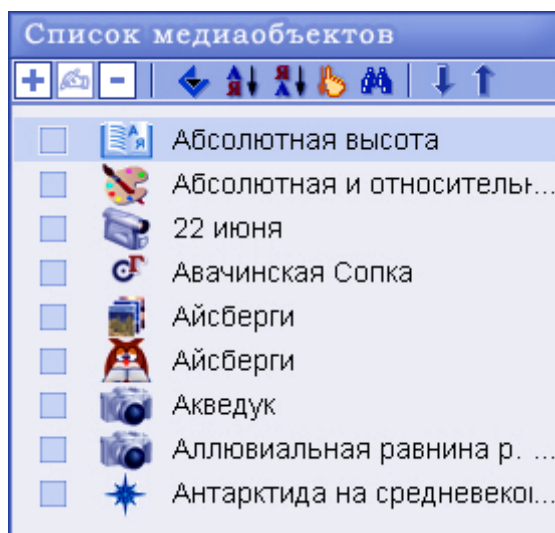 Список медиаобъектов
Абсолютная высота
Абсолютная и относительн...
22 июня
Авачинская Сопка
Айсберги
Айсберги
Акведук
Аллювиальная равнина р. ...
Антарктида на средневеко...